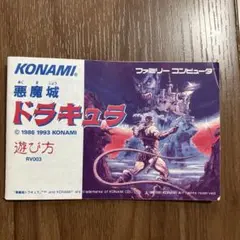 KONAMI®
ファミリー コンピュータ
あく ま じょう
悪魔城
ドラキュラ
© 1986 1993 KONAMI
遊び方
RV003